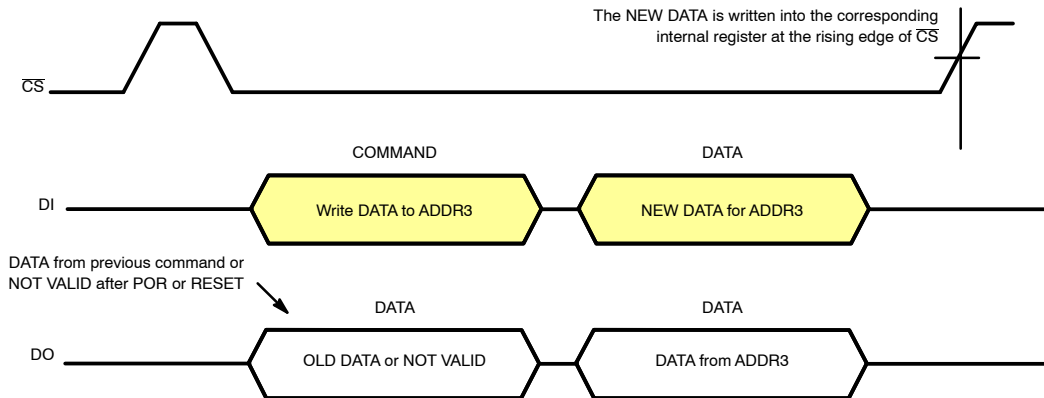 The NEW DATA is written into the corresponding
internal register at the rising edge of CS
CS
COMMAND
DATA
DI
Write DATA to ADDR3
NEW DATA for ADDR3
DATA from previous command or
NOT VALID after POR or RESET
DATA
DATA
DO
OLD DATA or NOT VALID
DATA from ADDR3